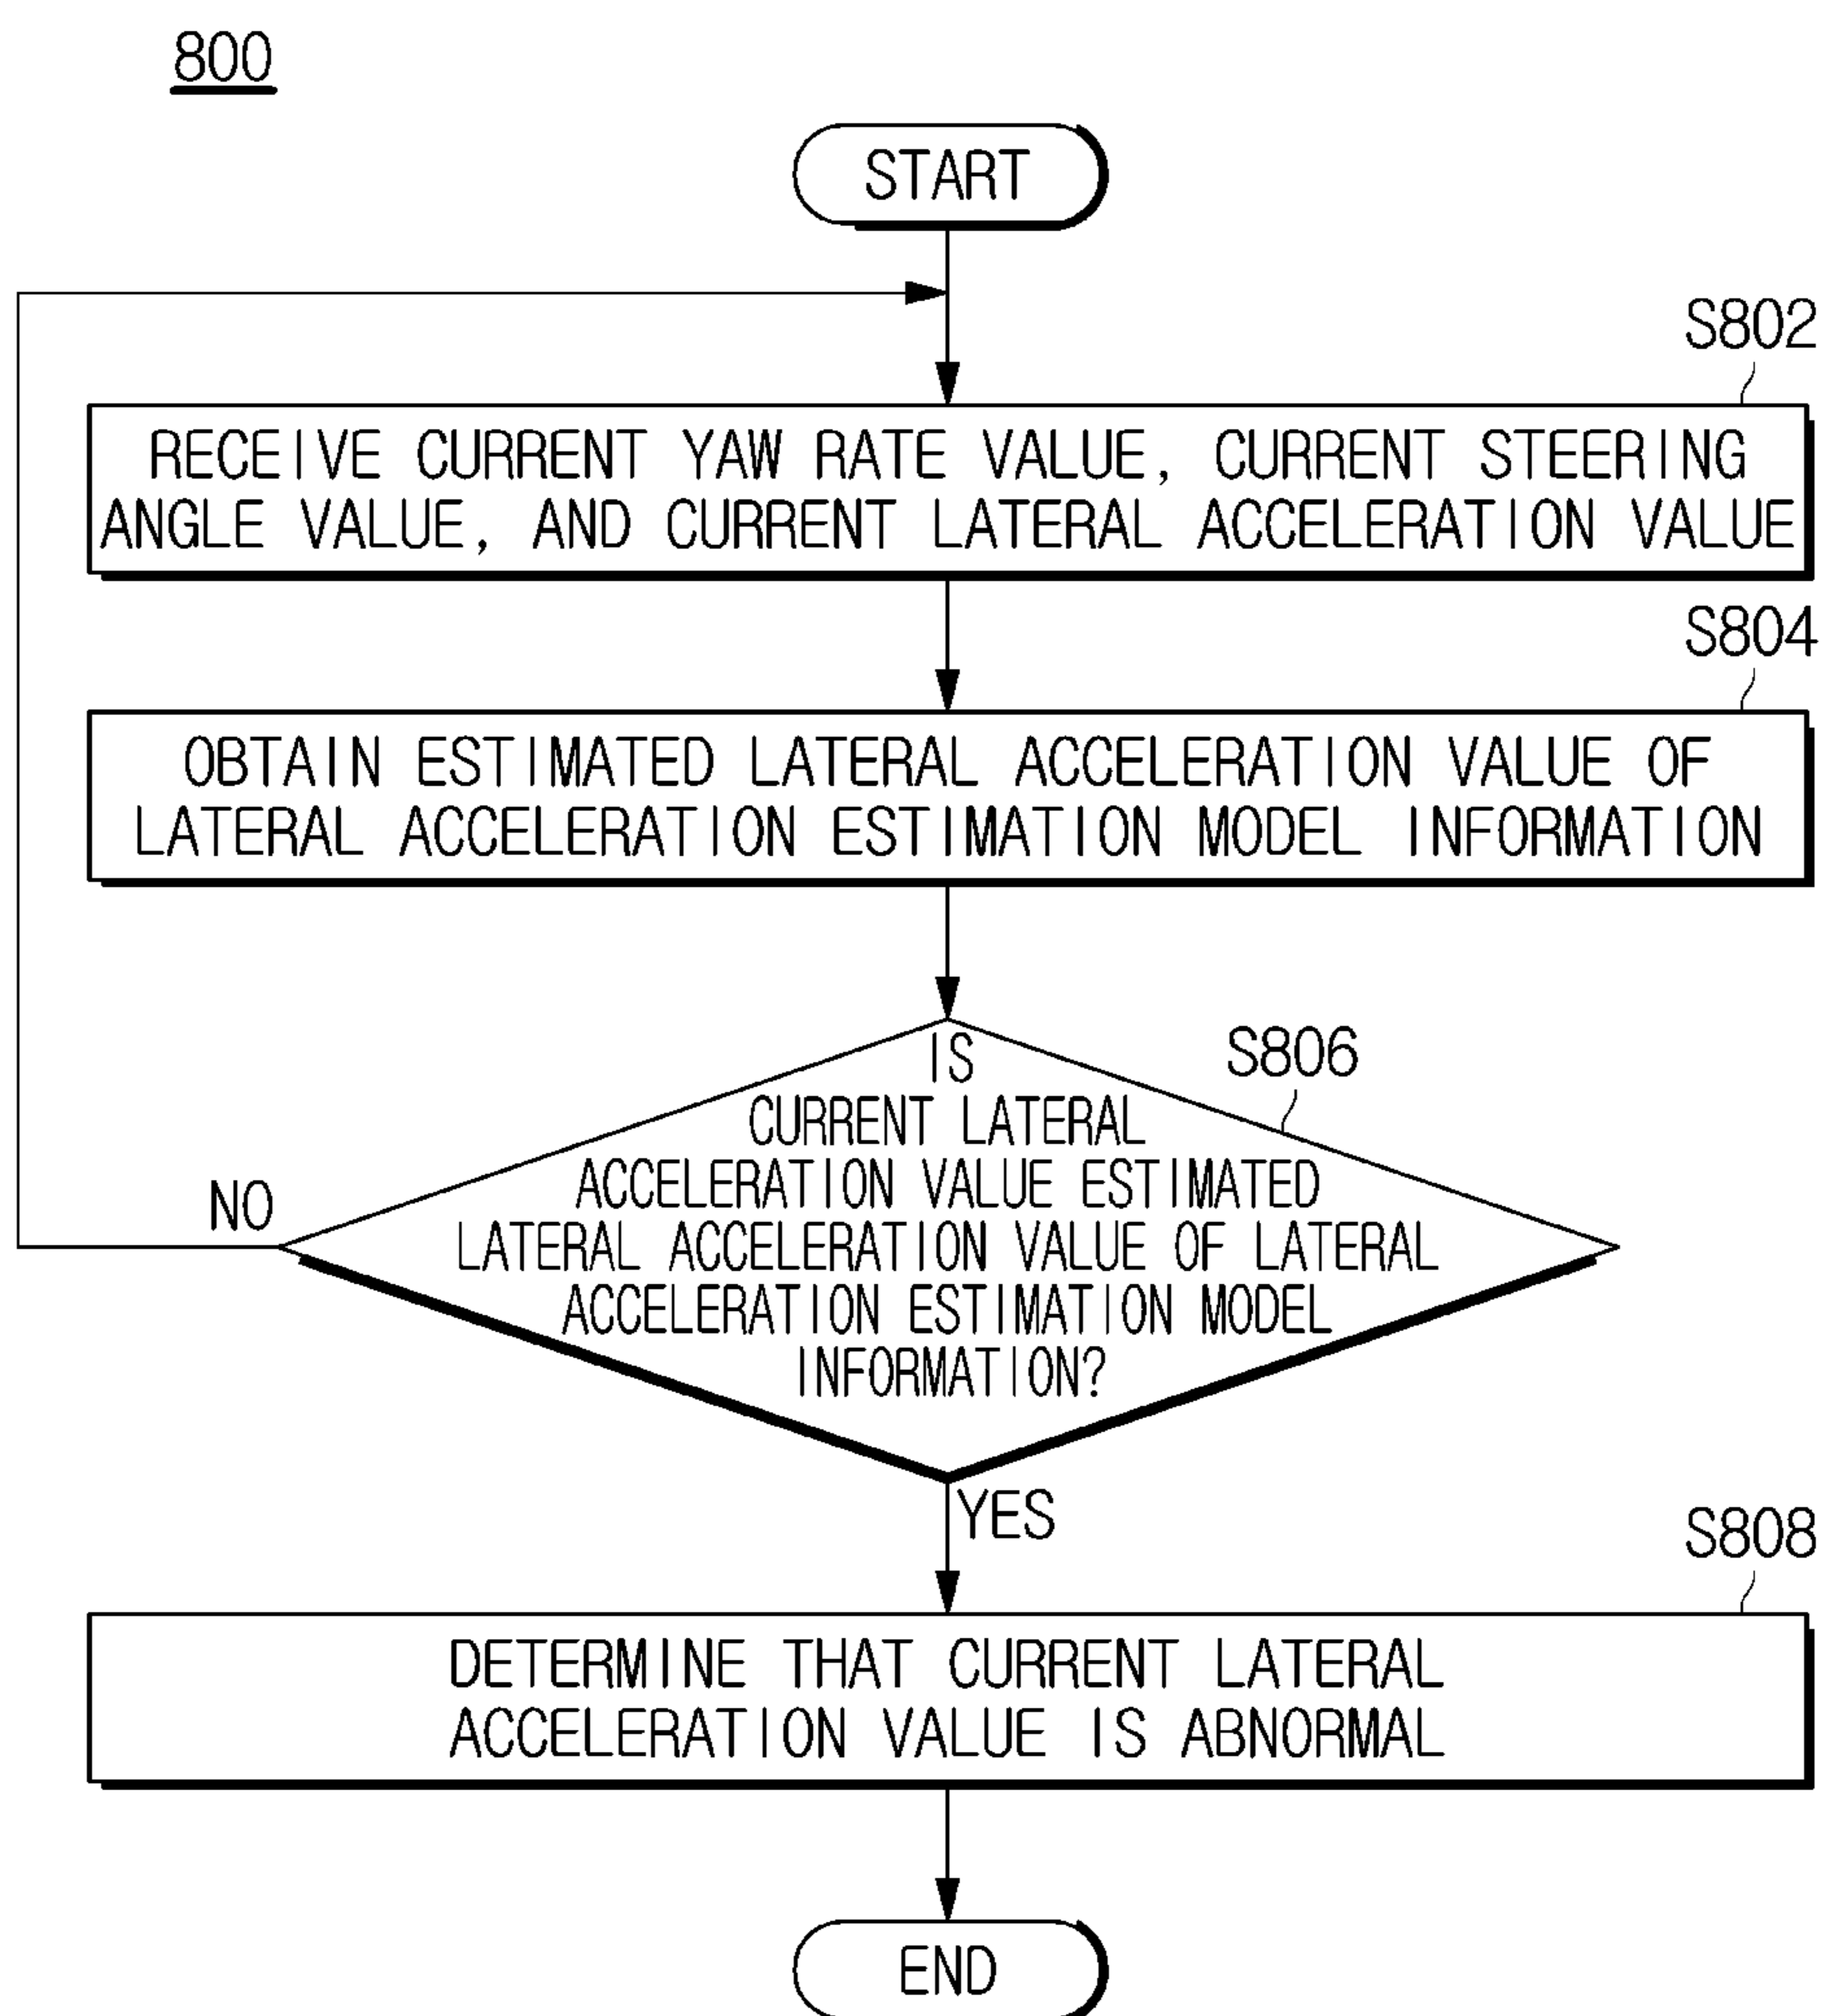 800
START
S802
RECEIVE CURRENT YAW RATE VALUE, CURRENT STEERING
ANGLE VALUE, AND CURRENT LATERAL ACCELERATION VALUE
S804
OBTAIN ESTIMATED LATERAL ACCELERATION VALUE OF
LATERAL ACCELERATION ESTIMATION MODEL INFORMATION
S806
IS
CURRENT LATERAL
ACCELERATION VALUE ESTIMATED
LATERAL ACCELERATION VALUE OF LATERAL
ACCELERATION ESTIMATION MODEL
INFORMATION?
NO
YES
S808
DETERMINE THAT CURRENT LATERAL
ACCELERATION VALUE IS ABNORMAL
END